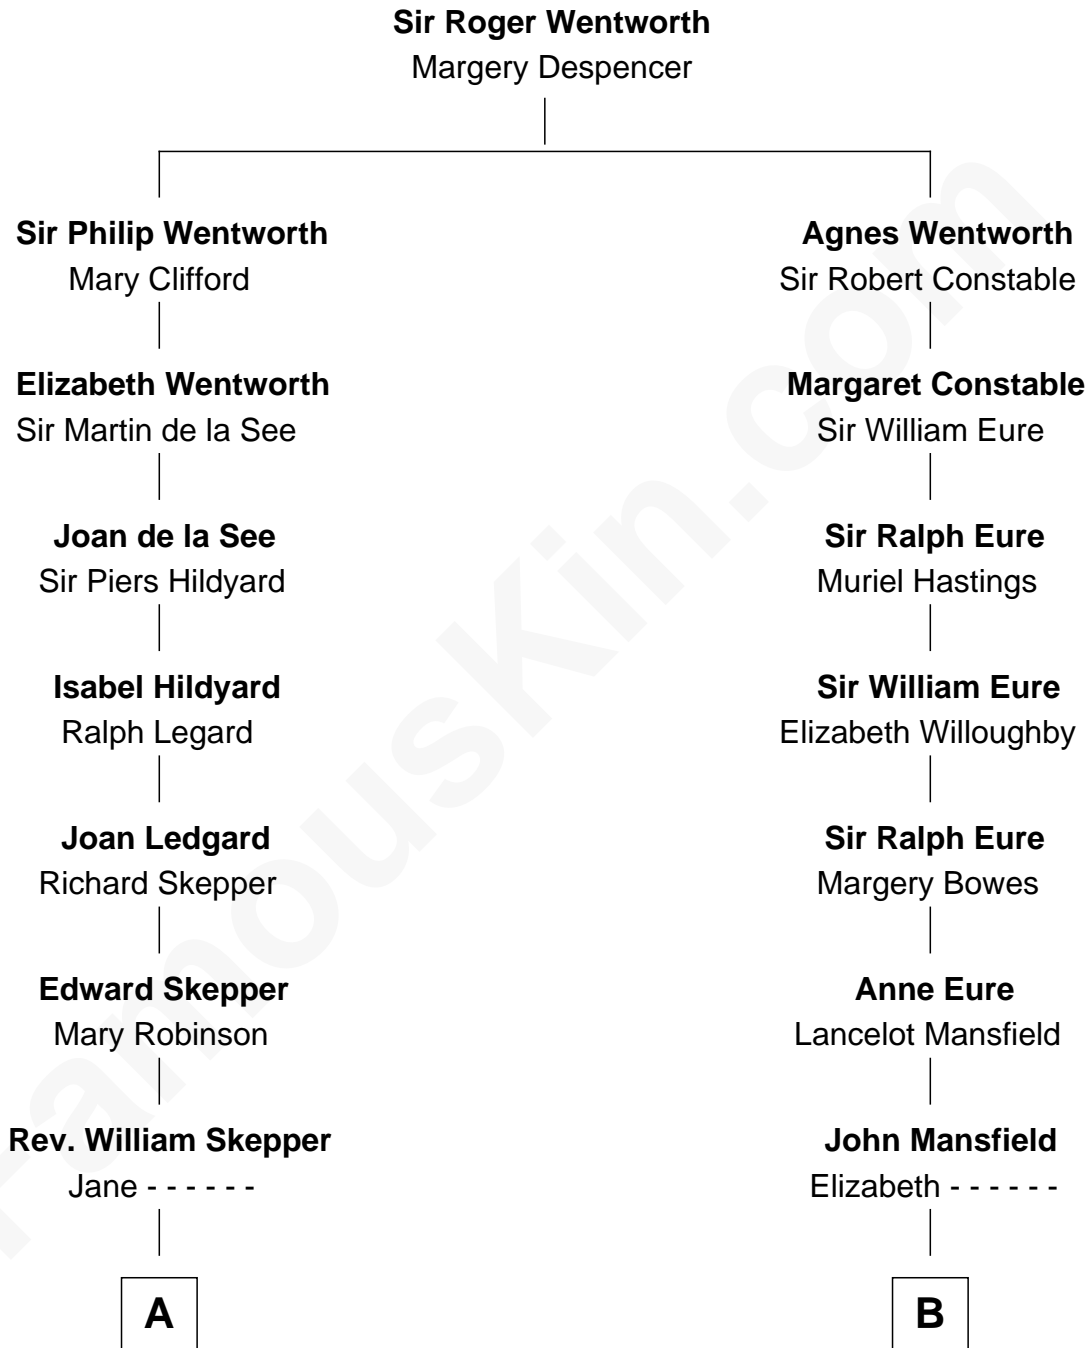 Sir Roger Wentworth
Margery Despencer
Sir Philip Wentworth
Mary Clifford
Agnes Wentworth
Sir Robert Constable
Elizabeth Wentworth
Sir Martin de la See
Margaret Constable
Sir William Eure
Joan de la See
Sir Piers Hildyard
Sir Ralph Eure
Muriel Hastings
Isabel Hildyard
Ralph Legard
Sir William Eure
Elizabeth Willoughby
Joan Ledgard
Richard Skepper
Sir Ralph Eure
Margery Bowes
Edward Skepper
Mary Robinson
Anne Eure
Lancelot Mansfield
Rev. William Skepper
Jane - - - - - -
John Mansfield
Elizabeth - - - - - -
A
B
FamousKin.com